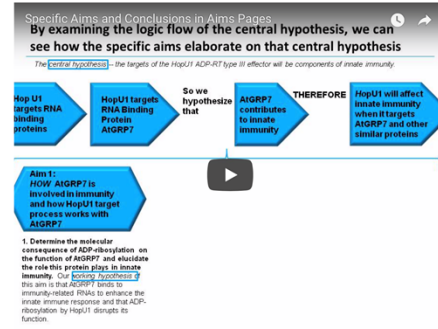 Specific Aims and Conclusions in Aims Pages
By examining the logic flow of the central hypothesis, we can
see how the specific aims elaborate on that central hypothesis
The central hypothesis – the targets of the HopU1 ADP-RT type III effector will be components of innate immunity.
Hop U1
targets RNA
binding
proteins
HopU1 targets
RNA Binding
Protein
AtGRP7
So we
hypothesize
that
AtGRP7
contributes
to innate
immunity
THEREFORE
HopU1 will affect
innate immunity
when it targets
AtGRP7 and other
similar proteins
Aim 1:
HOW AtGRP7 is
involved in immunity
and how HopU1 target
process works with
AtGRP7
1. Determine the molecular
consequence of ADP-ribosylation on
the function of AtGRP7 and elucidate
the role this protein plays in innate
immunity. Our working hypothesis of
this aim is that AtGRP7 binds to
immunity-related RNAs to enhance the
innate immune response and that ADP-
ribosylation by HopU1 disrupts its
function.